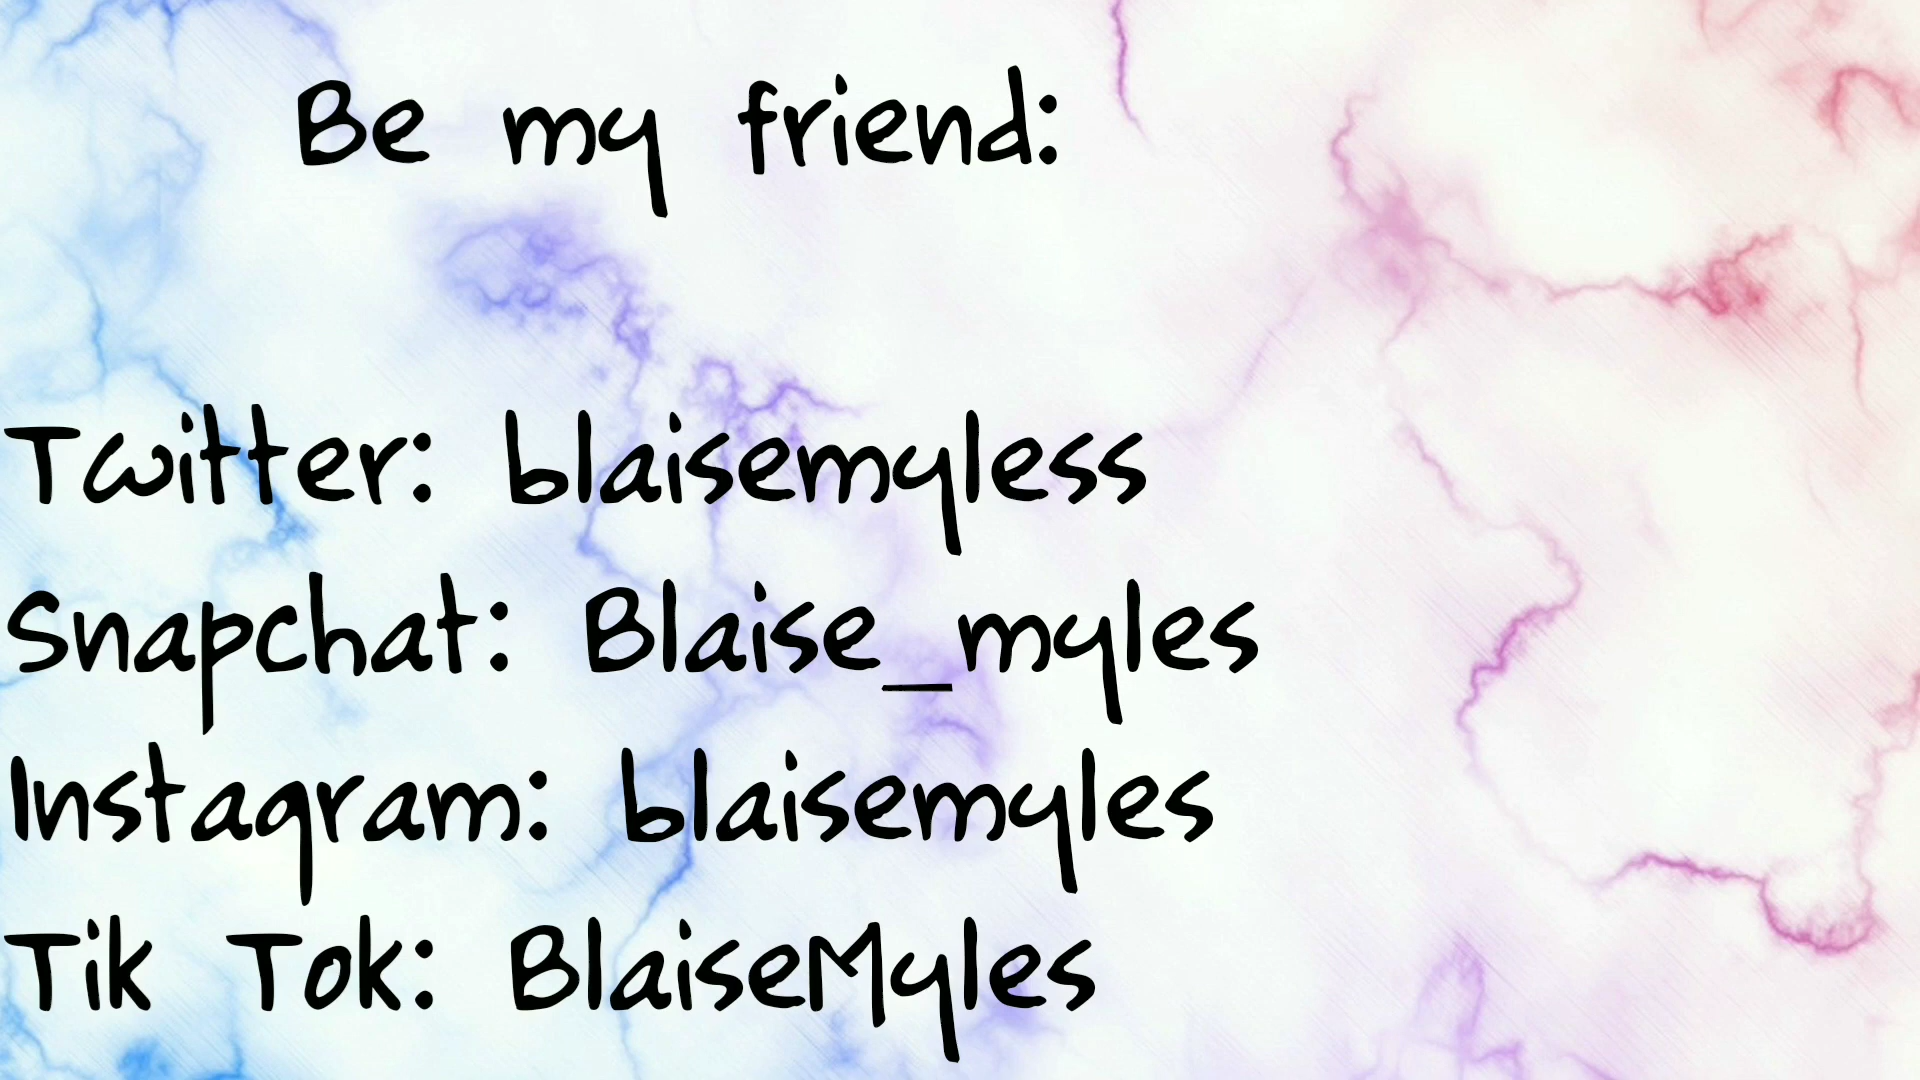 Be my friend:
Twitter: blaisemyless
Snapchat: Blaise_myles
Instagram: blaisemyles
Tik Tok: BlaiseMyles